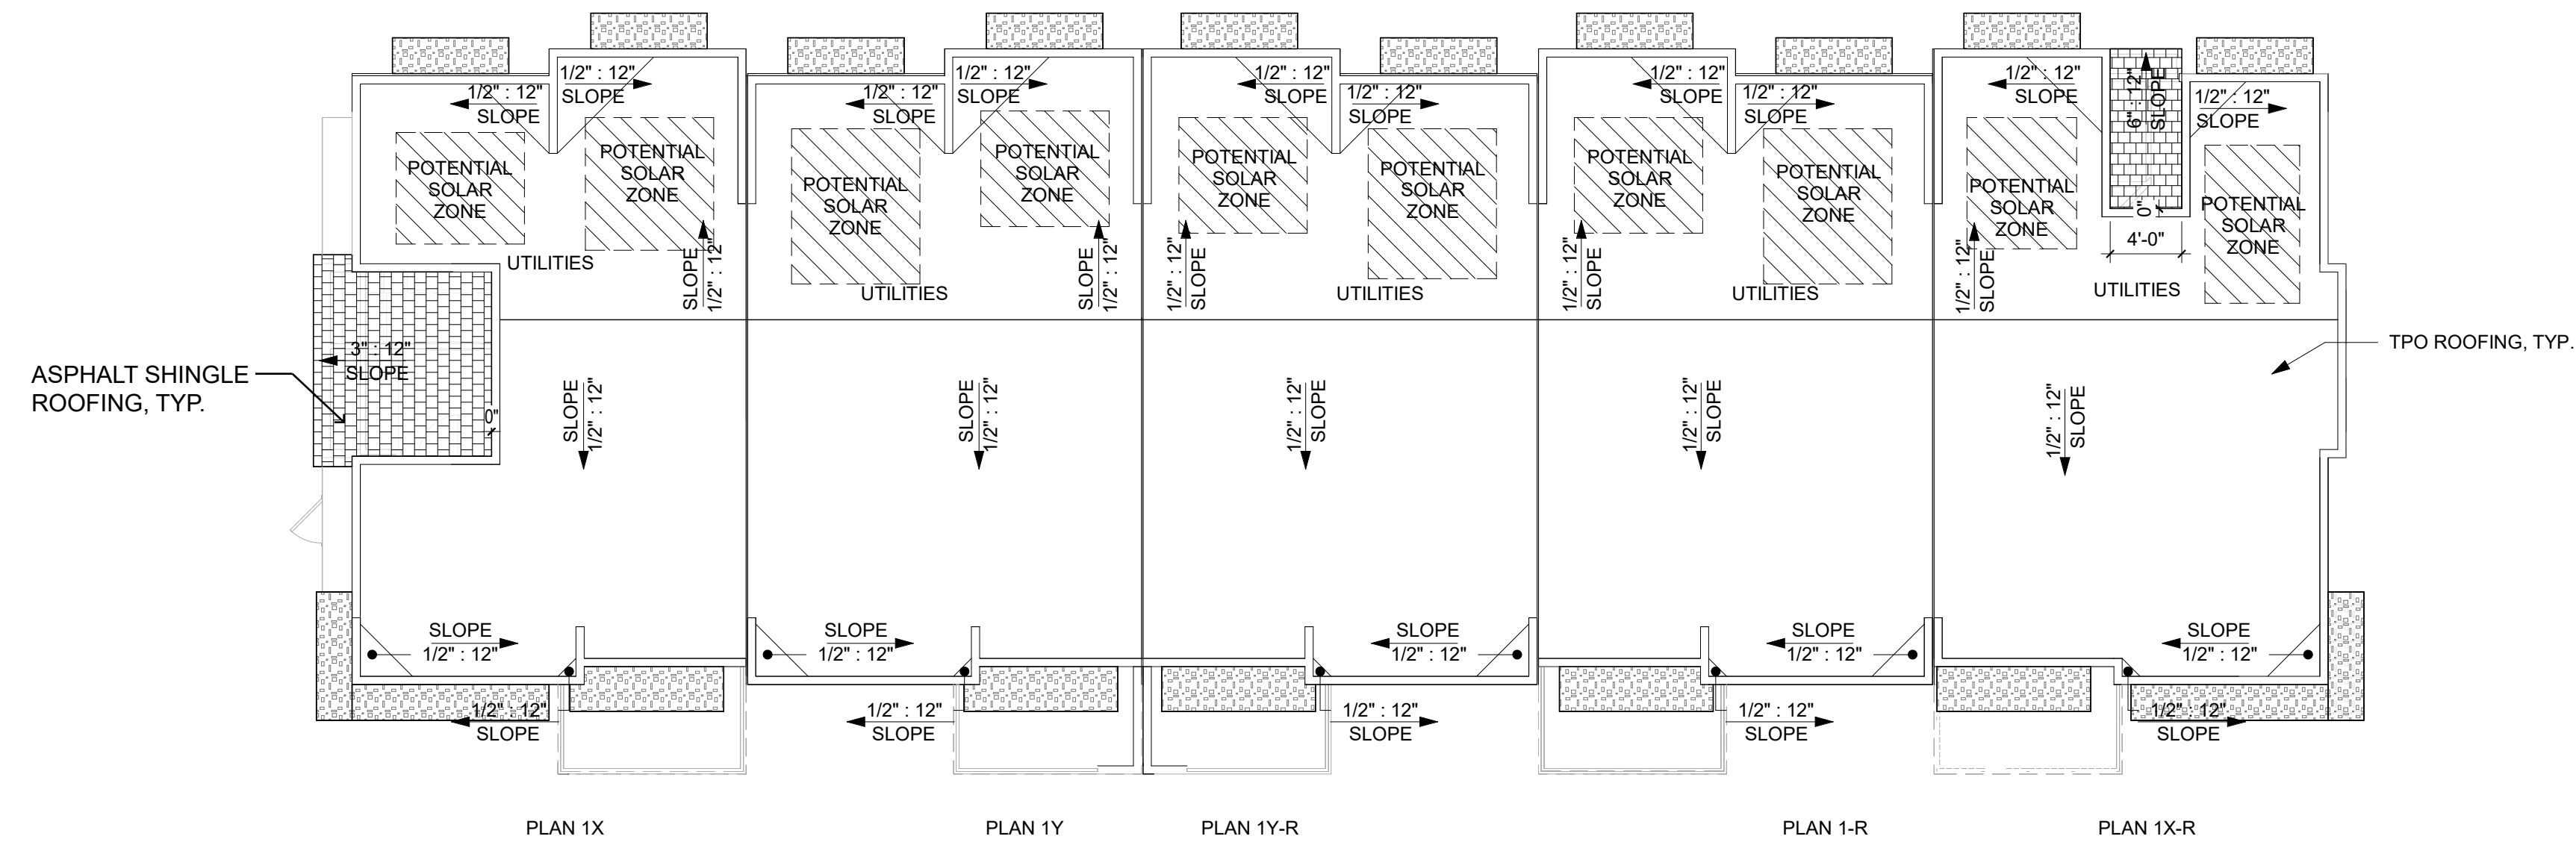 1/2" : 12"
SLOPE
1/2" : 12"
SLOPE
1/2" : 12"
SLOPE
1/2" : 12"
SLOPE
1/2" : 12"
SLOPE
1/2" : 12"
SLOPE
1/2" : 12"
SLOPE
1/2" : 12"
SLOPE
1/2" : 12"
SLOPE
6" : 12"
SLOPE
1/2" : 12"
SLOPE
POTENTIAL
SOLAR
ZONE
POTENTIAL
SOLAR
ZONE
POTENTIAL
SOLAR
ZONE
POTENTIAL
SOLAR
ZONE
POTENTIAL
SOLAR
ZONE
POTENTIAL
SOLAR
ZONE
POTENTIAL
SOLAR
ZONE
POTENTIAL
SOLAR
ZONE
POTENTIAL
SOLAR
ZONE
POTENTIAL
SOLAR
ZONE
0"
4'-0"
UTILITIES
SLOPE
1/2" : 12"
UTILITIES
SLOPE
1/2" : 12"
1/2" : 12"
SLOPE
UTILITIES
1/2" : 12"
SLOPE
UTILITIES
1/2" : 12"
SLOPE
UTILITIES
3" : 12"
SLOPE
ASPHALT SHINGLE
ROOFING, TYP.
0"
TPO ROOFING, TYP.
SLOPE
1/2" : 12"
SLOPE
1/2" : 12"
1/2" : 12"
SLOPE
1/2" : 12"
SLOPE
1/2" : 12"
SLOPE
SLOPE
1/2" : 12"
SLOPE
1/2" : 12"
SLOPE
1/2" : 12"
SLOPE
1/2" : 12"
SLOPE
1/2" : 12"
1/2" : 12"
SLOPE
1/2" : 12"
SLOPE
1/2" : 12"
SLOPE
1/2" : 12"
SLOPE
1/2" : 12"
SLOPE
PLAN 1X
PLAN 1Y
PLAN 1Y-R
PLAN 1-R
PLAN 1X-R